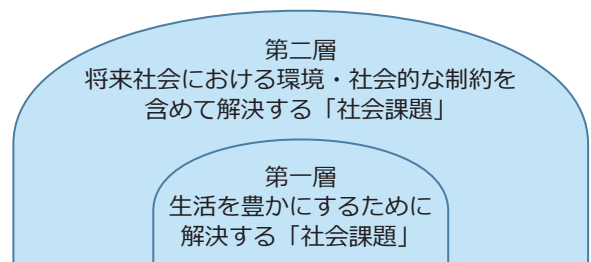 第二層
将来社会における環境・社会的な制約を
含めて解決する「社会課題」
第一層
生活を豊かにするために
解決する「社会課題」